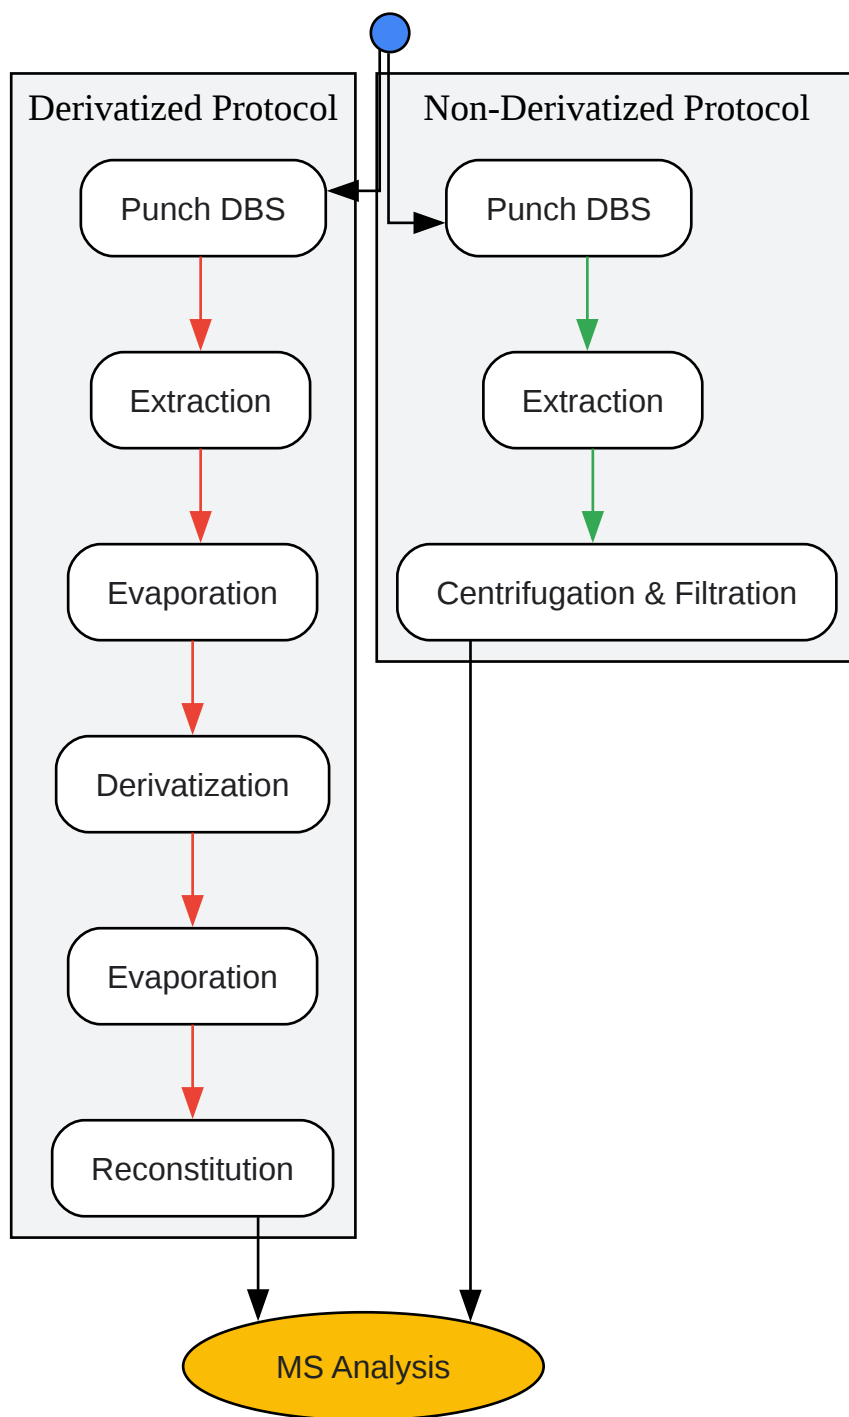 Derivatized Protocol
Punch DBS
Extraction
Evaporation
Derivatization
Evaporation
Reconstitution
Non-Derivatized Protocol
Punch DBS
Extraction
Centrifugation & Filtration
MS Analysis